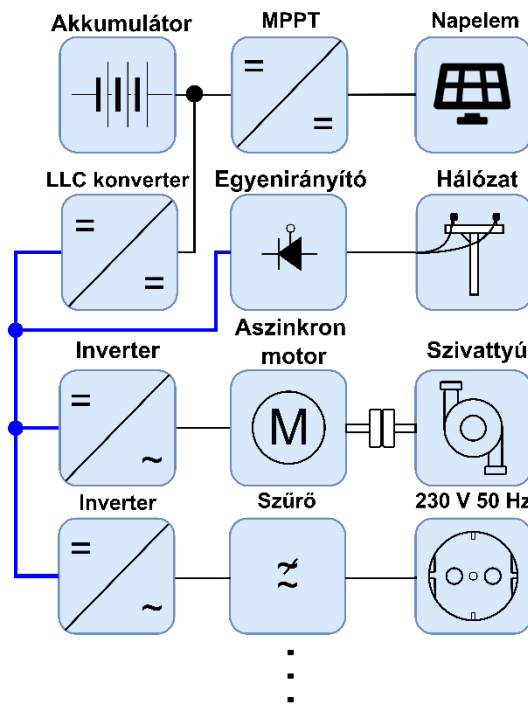 Akkumulátor
MPPT
Napelem
LLC konverter
Egyenirányító
Hálózat
Inverter
Aszinkron
motor
Szivattyú
M
Inverter
Szűrő
230 V 50 Hz